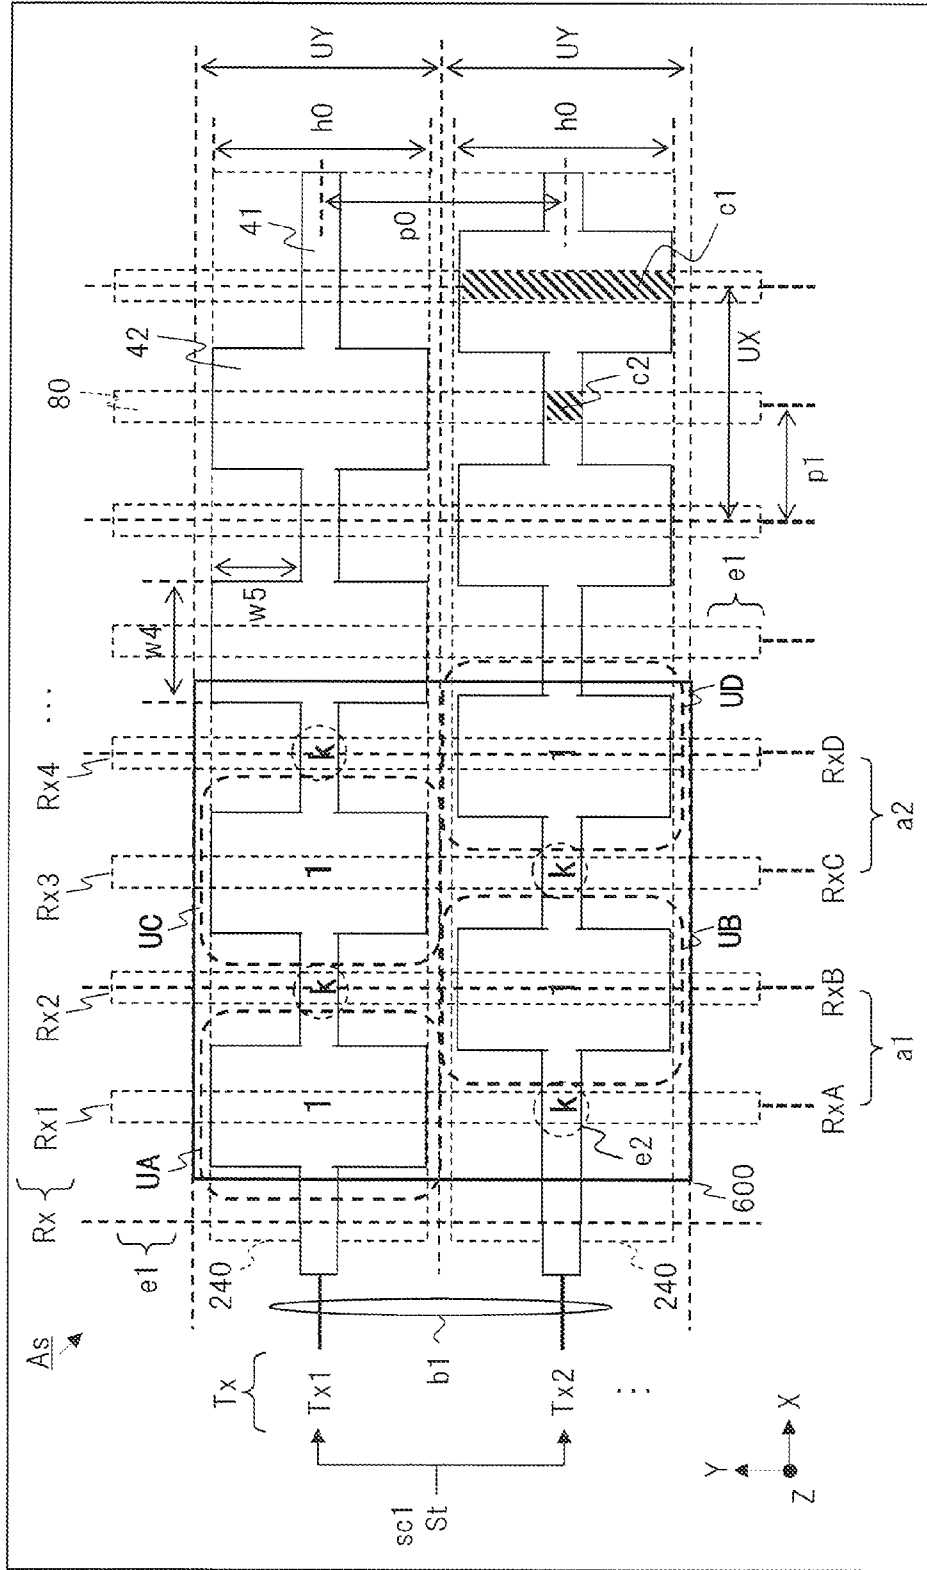 As
Tx
Tx1
Tx2
...
sc1
St
b1
Y
X
Z
e1
Rx
Rx1
Rx2
Rx3
Rx4
...
UA
UC
w4
w5
80
42
41
h0
UY
p0
h0
UY
240
240
1
k
1
k
k
1
k
1
e2
600
UB
UD
e1
c2
c1
p1
UX
RxA
RxB
RxC
RxD
a1
a2